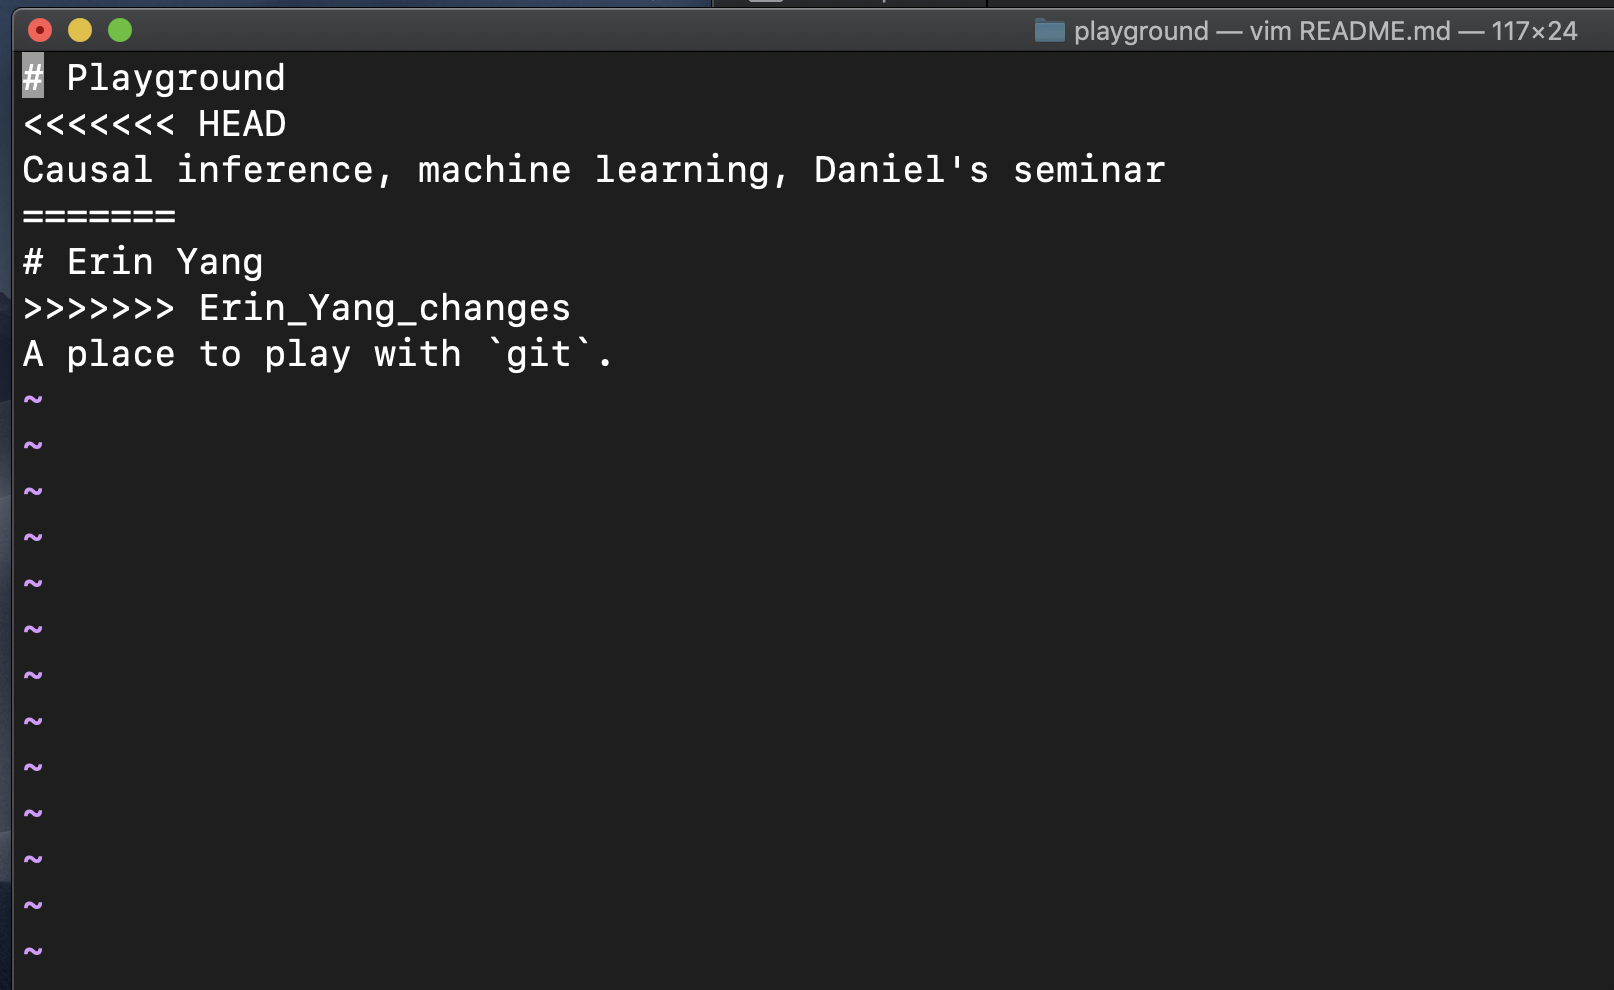 playground — vim README.md — 117×24
# Playground
<<<<<<< HEAD
Causal inference, machine learning, Daniel's seminar
=======
# Erin Yang
>>>>>>> Erin_Yang_changes
A place to play with `git`.
~
~
~
~
~
~
~
~
~
~
~
~
~